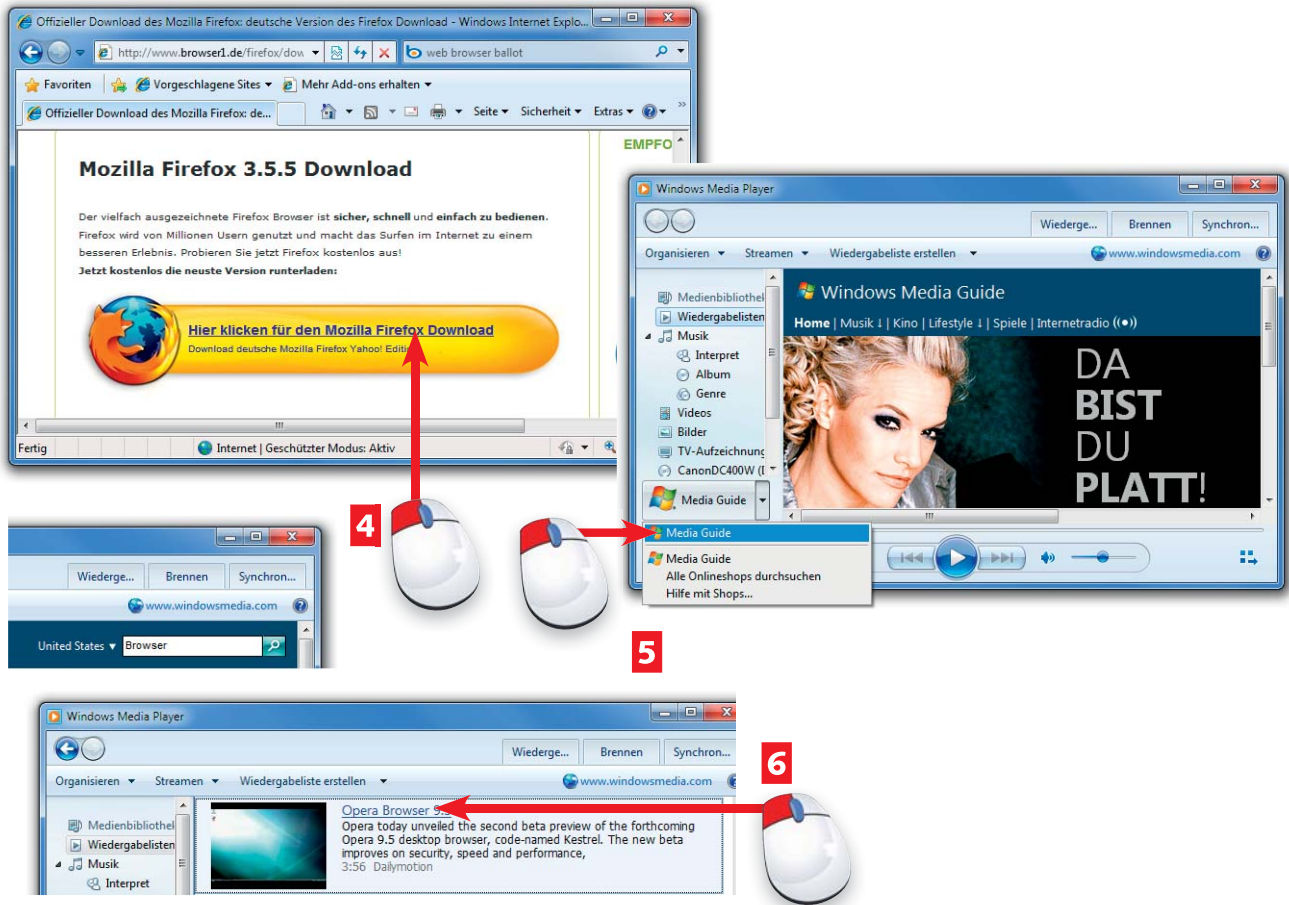 Offizieller Download des Mozilla Firefox: deutsche Version des Firefox Download - Windows Internet Explo...
http://www.browser1.de/firefox/dow
web browser ballot
Favoriten
Vorgeschlagene Sites
Mehr Add-ons erhalten
Offizieller Download des Mozilla Firefox: de...
Seite
Sicherheit
Extras
Mozilla Firefox 3.5.5 Download
EMPFO
Der vielfach ausgezeichnete Firefox Browser ist sicher, schnell und einfach zu bedienen.
Firefox wird von Millionen Usern genutzt und macht das Surfen im Internet zu einem
besseren Erlebnis. Probieren Sie jetzt Firefox kostenlos aus!
Jetzt kostenlos die neuste Version runterladen:
Hier klicken für den Mozilla Firefox Download
Download deutsche Mozilla Firefox Yahoo! Editi
Fertig
Internet | Geschützter Modus: Aktiv
4
Windows Media Player
Wiederge...
Brennen
Synchron...
Organisieren
Streamen
Wiedergabeliste erstellen
www.windowsmedia.com
Medienbibliothel
Wiedergabelisten
Musik
Interpret
Album
Genre
Videos
Bilder
TV-Aufzeichnung
CanonDC400W (I
Media Guide
Windows Media Guide
Home | Musik ↓ | Kino | Lifestyle ↓ | Spiele | Internetradio ((●))
DA
BIST
DU
PLATT!
Media Guide
Media Guide
Alle Onlineshops durchsuchen
Hilfe mit Shops...
5
Wiederge...
Brennen
Synchron...
www.windowsmedia.com
United States
Browser
Windows Media Player
Wiederge...
Brennen
Synchron...
Organisieren
Streamen
Wiedergabeliste erstellen
www.windowsmedia.com
Medienbibliothel
Wiedergabelisten
Musik
Interpret
Opera Browser 9.5
Opera today unveiled the second beta preview of the forthcoming
Opera 9.5 desktop browser, code-named Kestrel. The new beta
improves on security, speed and performance,
3:56 Dailymotion
6